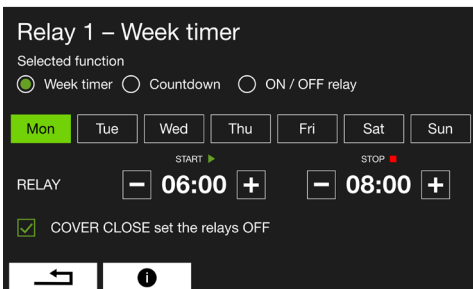 Relay 1 – Week timer
Selected function
Week timer Countdown ON / OFF relay
Mon Tue Wed Thu Fri Sat Sun
START STOP
RELAY − 06:00 + − 08:00 +
COVER CLOSE set the relays OFF
i